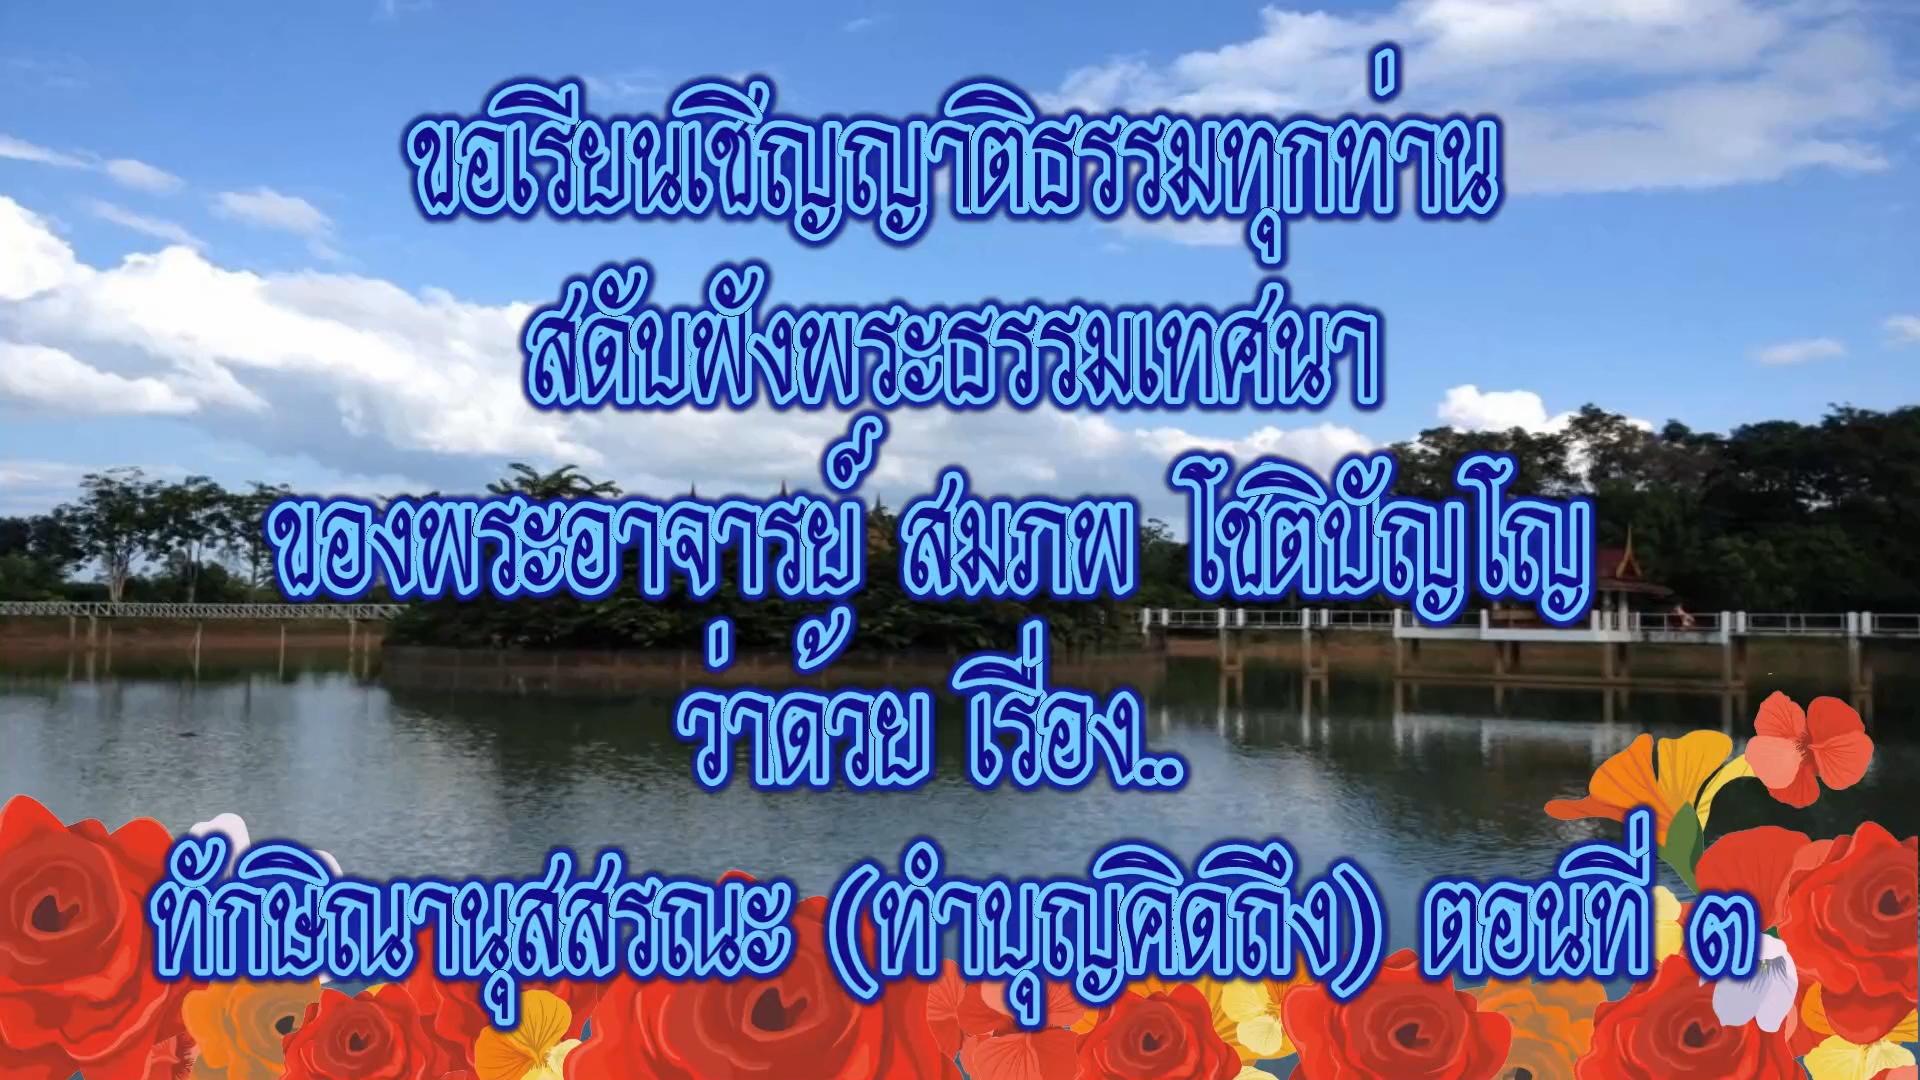 ขอเรียนเชิญญาติธรรมทุกท่าน
สดับฟังพระธรรมเทศนา
ของพระอาจารย์ สมภพ โชติปัญโญ
ว่าด้วย เรื่อง..
ทักษิณานุสสรณะ (ทำบุญคิดถึง) ตอนที่ ๓